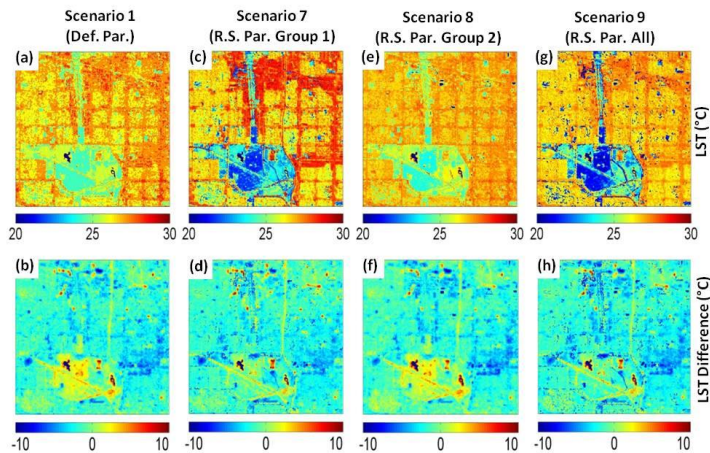 Scenario 1
(Def. Par.)
Scenario 7
(R.S. Par. Group 1)
Scenario 8
(R.S. Par. Group 2)
Scenario 9
(R.S. Par. All)
(a)
(c)
(e)
(g)
LST (°C)
20 25 30
20 25 30
20 25 30
20 25 30
(b)
(d)
(f)
(h)
LST Difference (°C)
-10 0 10
-10 0 10
-10 0 10
-10 0 10